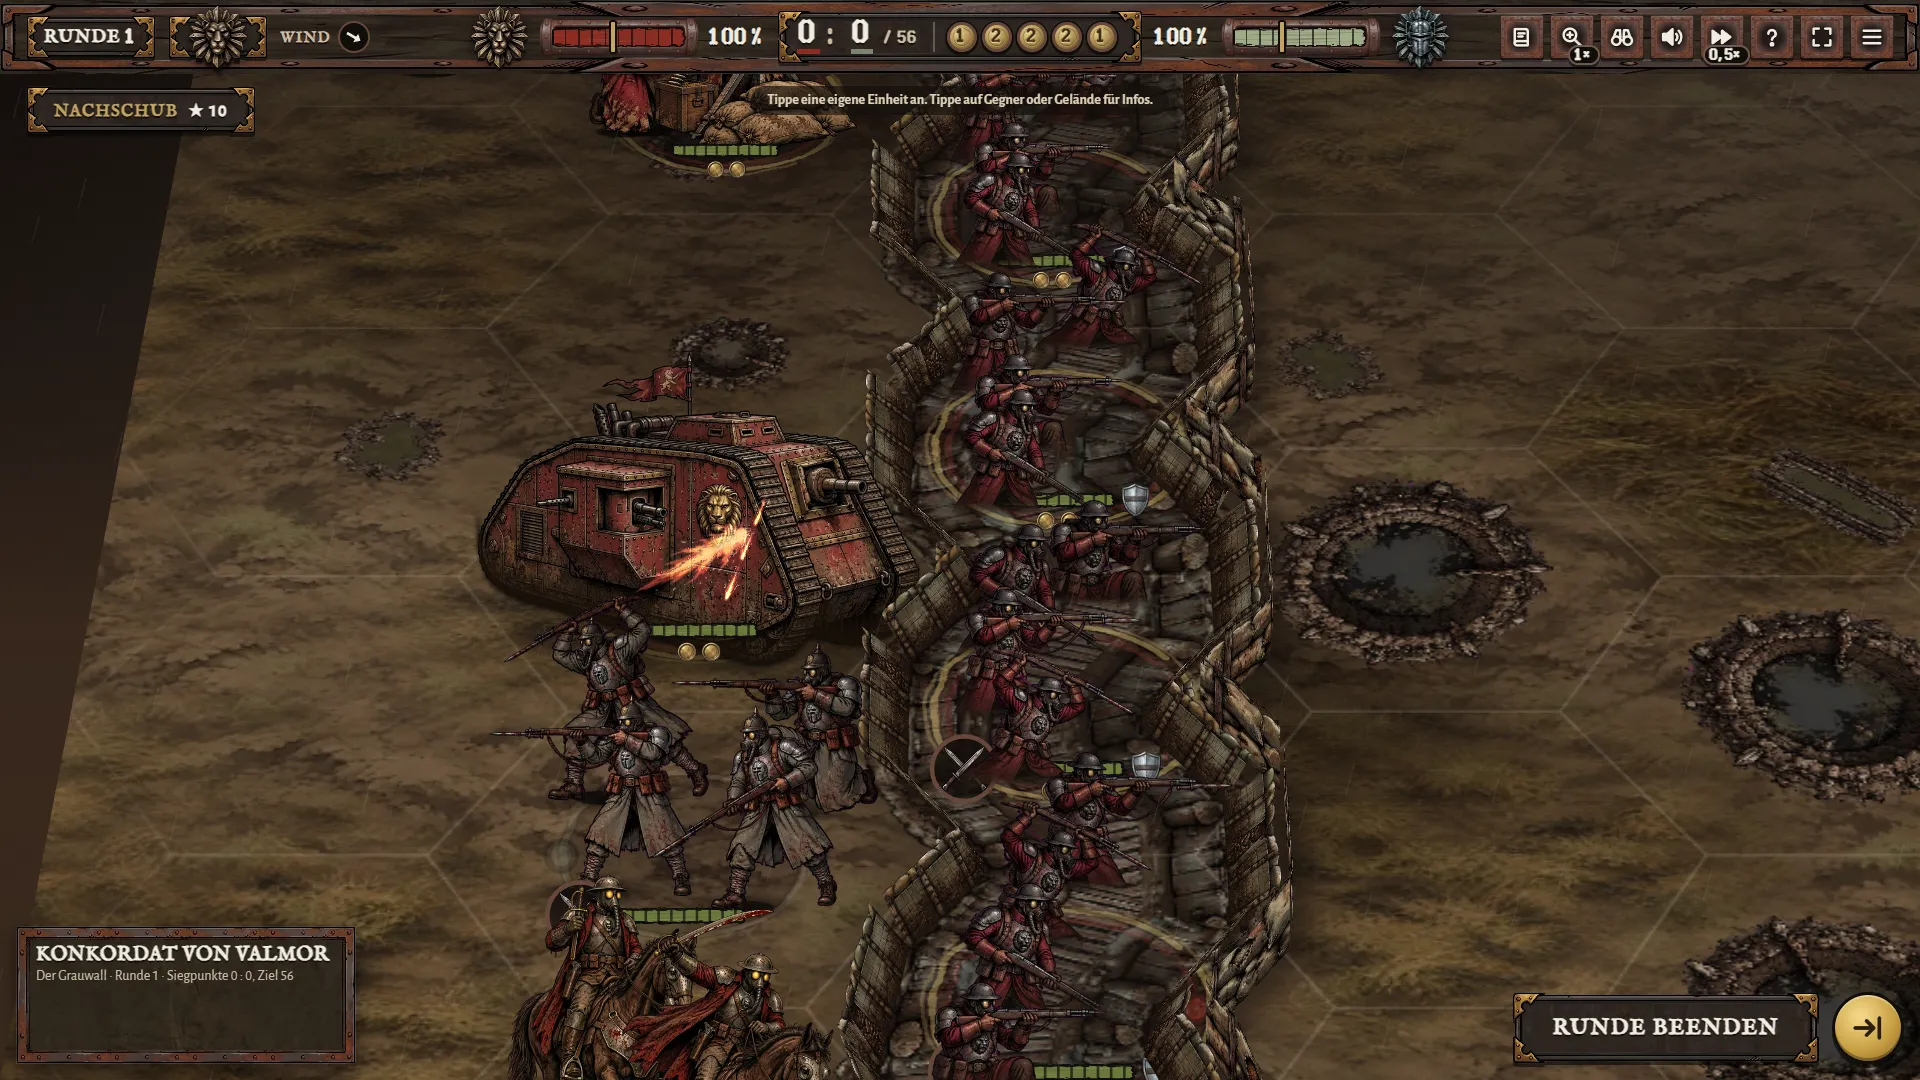 RUNDE 1
WIND
100 %
0 : 0 / 56
1 2 2 2 1
100 %
1×
0,5×
?
NACHSCHUB ★ 10
Tippe eine eigene Einheit an. Tippe auf Gegner oder Gelände für Infos.
KONKORDAT VON VALMOR
Der Grauwall · Runde 1 · Siegpunkte 0 : 0, Ziel 56
RUNDE BEENDEN